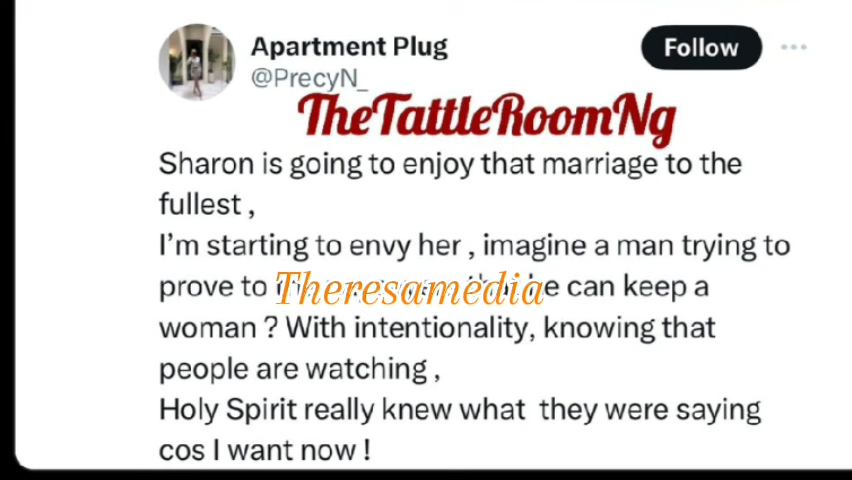 Apartment Plug
Follow
@PrecyN_
TheTattleRoomNg
Sharon is going to enjoy that marriage to the
fullest ,
I'm starting to envy her , imagine a man trying to
prove to he can keep a
Theresamedia
woman ? With intentionality, knowing that
people are watching ,
Holy Spirit really knew what they were saying
cos I want now !